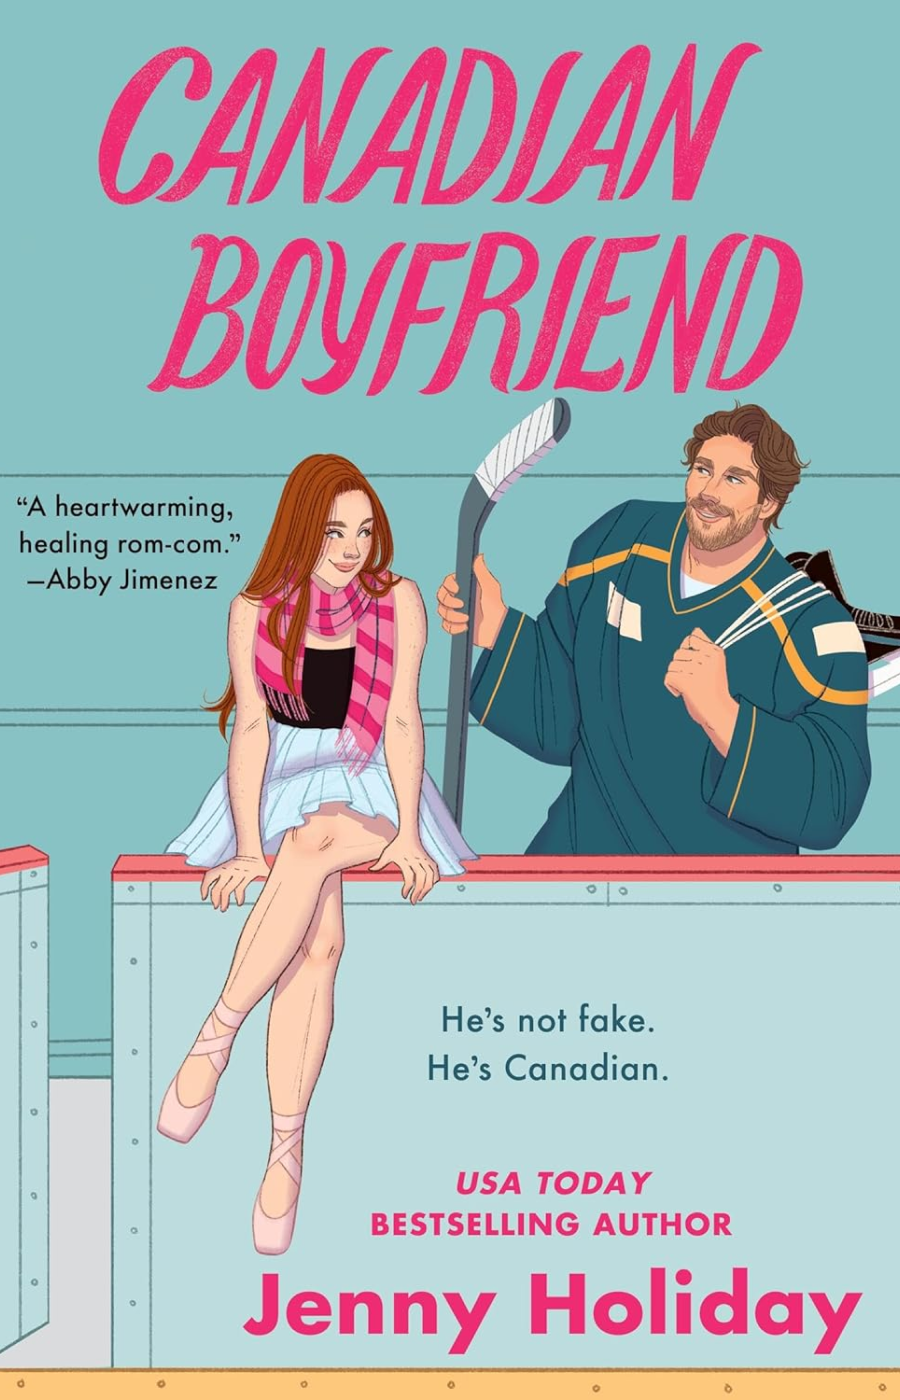 CANADIAN
BOYFRIEND
“A heartwarming,
healing rom-com.”
—Abby Jimenez
He’s not fake.
He’s Canadian.
USA TODAY
BESTSELLING AUTHOR
Jenny Holiday